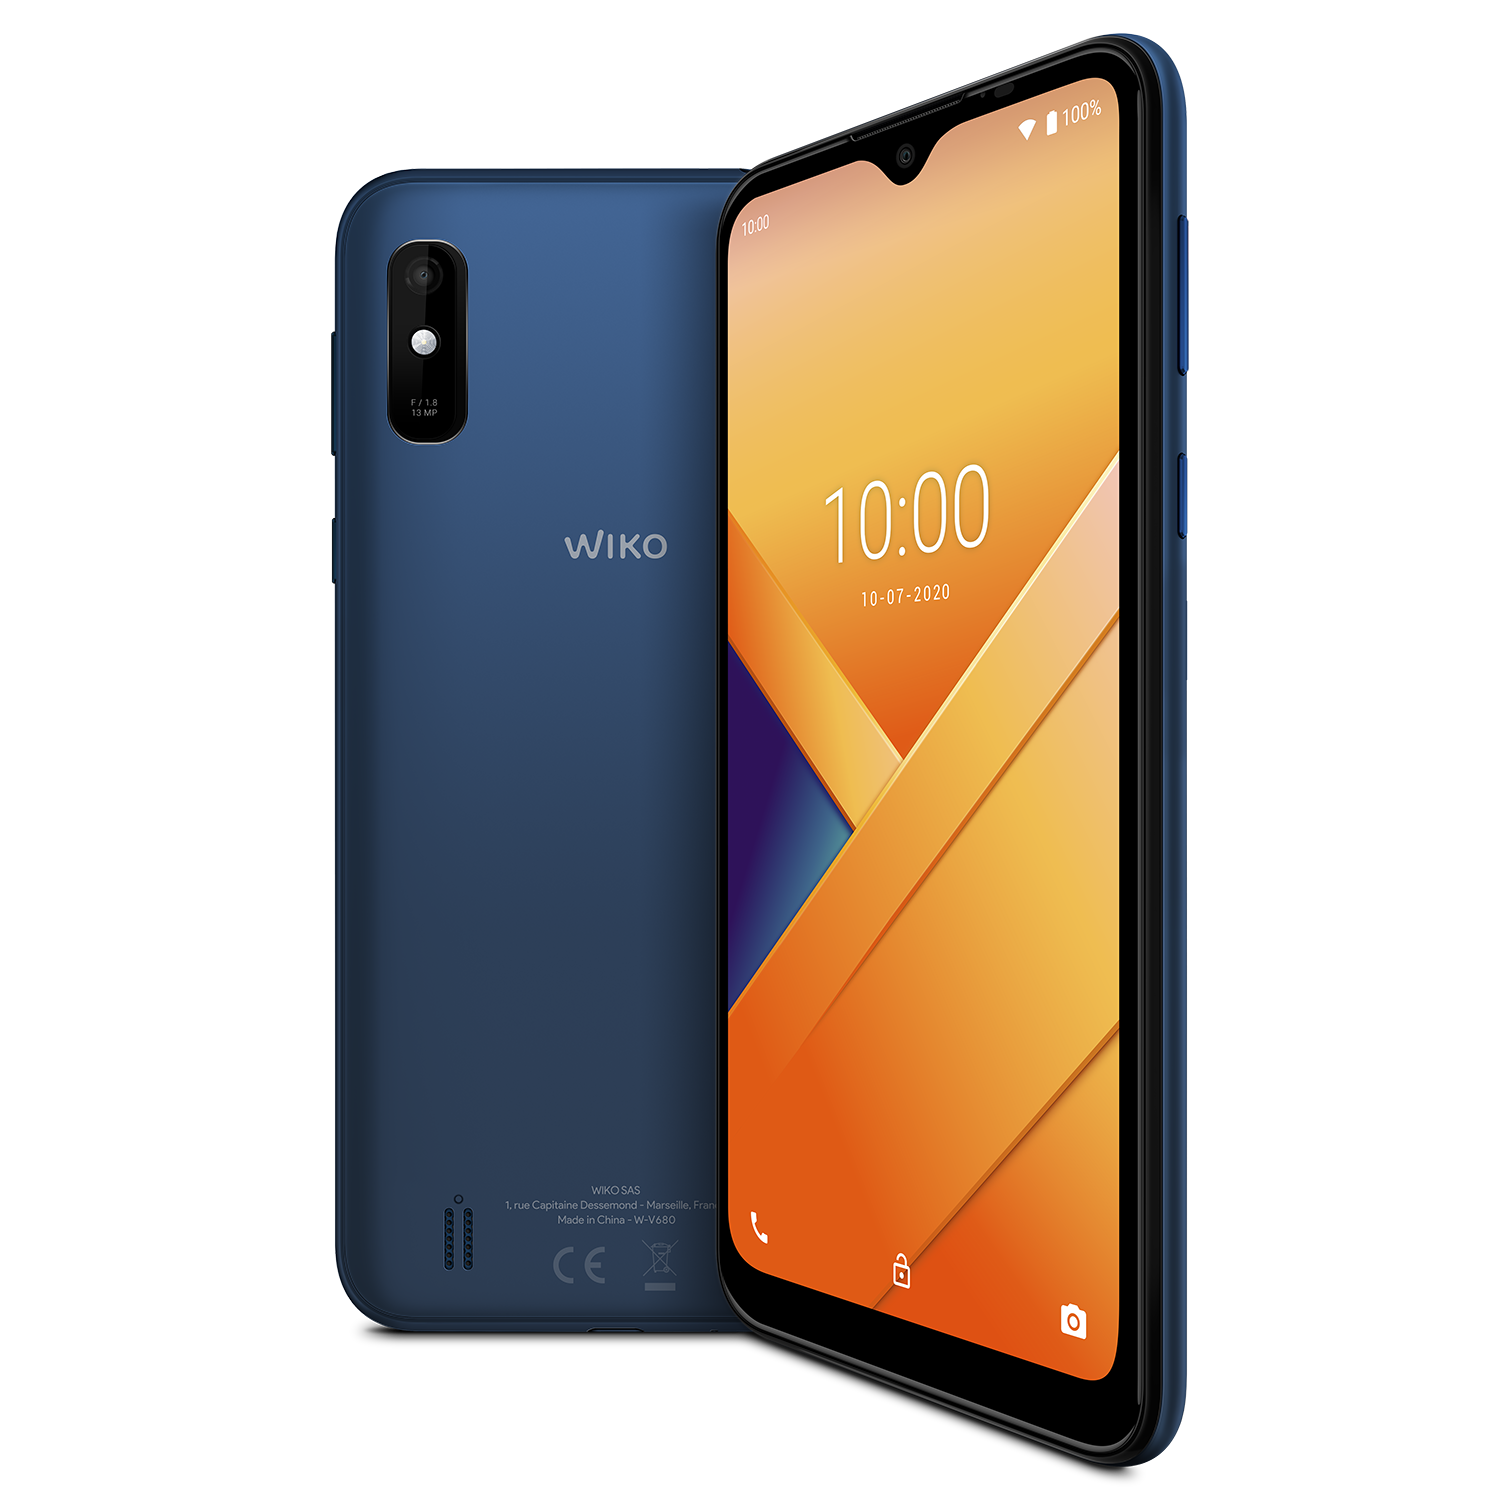 F / 1.8
13 MP
WIKO
WIKO SAS
1, rue Capitaine Dessemond - Marseille,
Made in China - W-V680
CE
10:00
100%
10:00
10-07-2020